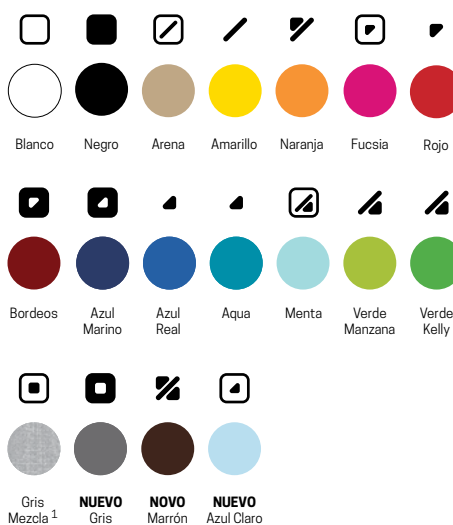 Blanco Negro Arena Amarillo Naranja Fucsia Rojo
Bordeos Azul Azul Aqua Menta Verde Verde
Marino Real Manzana Kelly
Gris NUEVO NOVO NUEVO
Mezcla 1 Gris Marrón Azul Claro